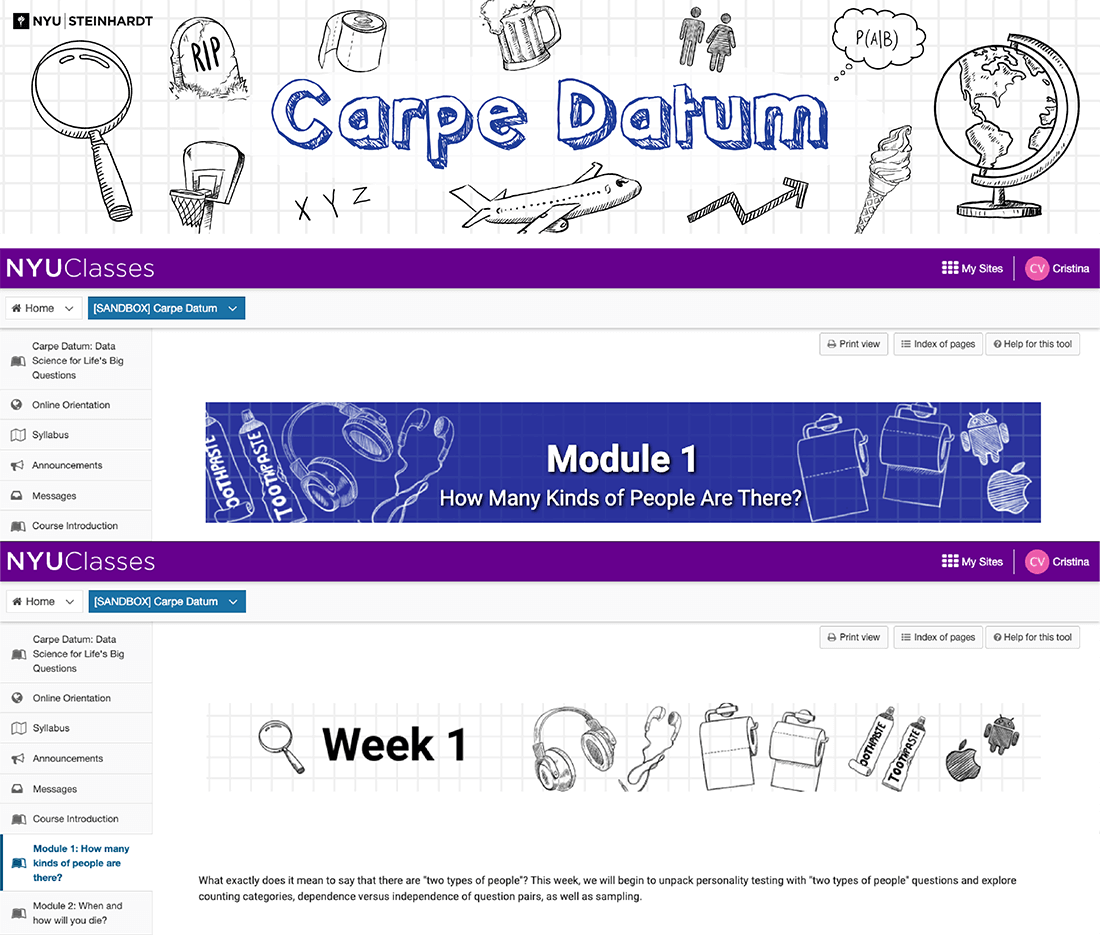 NYU STEINHARDT
RIP
P(A|B)
Carpe Datum
X Y Z
NYUClasses
My Sites
CV Cristina
Home
[SANDBOX] Carpe Datum
Print view
Index of pages
Help for this tool
Carpe Datum: Data
Science for Life's Big
Questions
Online Orientation
Syllabus
Announcements
Messages
Course Introduction
OOTHPASTE
TOOTHPASTE
Module 1
How Many Kinds of People Are There?
NYUClasses
My Sites
CV Cristina
Home
[SANDBOX] Carpe Datum
Print view
Index of pages
Help for this tool
Carpe Datum: Data
Science for Life's Big
Questions
Online Orientation
Syllabus
Announcements
Messages
Course Introduction
Module 1: How many
kinds of people are
there?
Module 2: When and
how will you die?
Week 1
OOTHPASTE
TOOTHPASTE
What exactly does it mean to say that there are "two types of people"? This week, we will begin to unpack personality testing with "two types of people" questions and explore
counting categories, dependence versus independence of question pairs, as well as sampling.